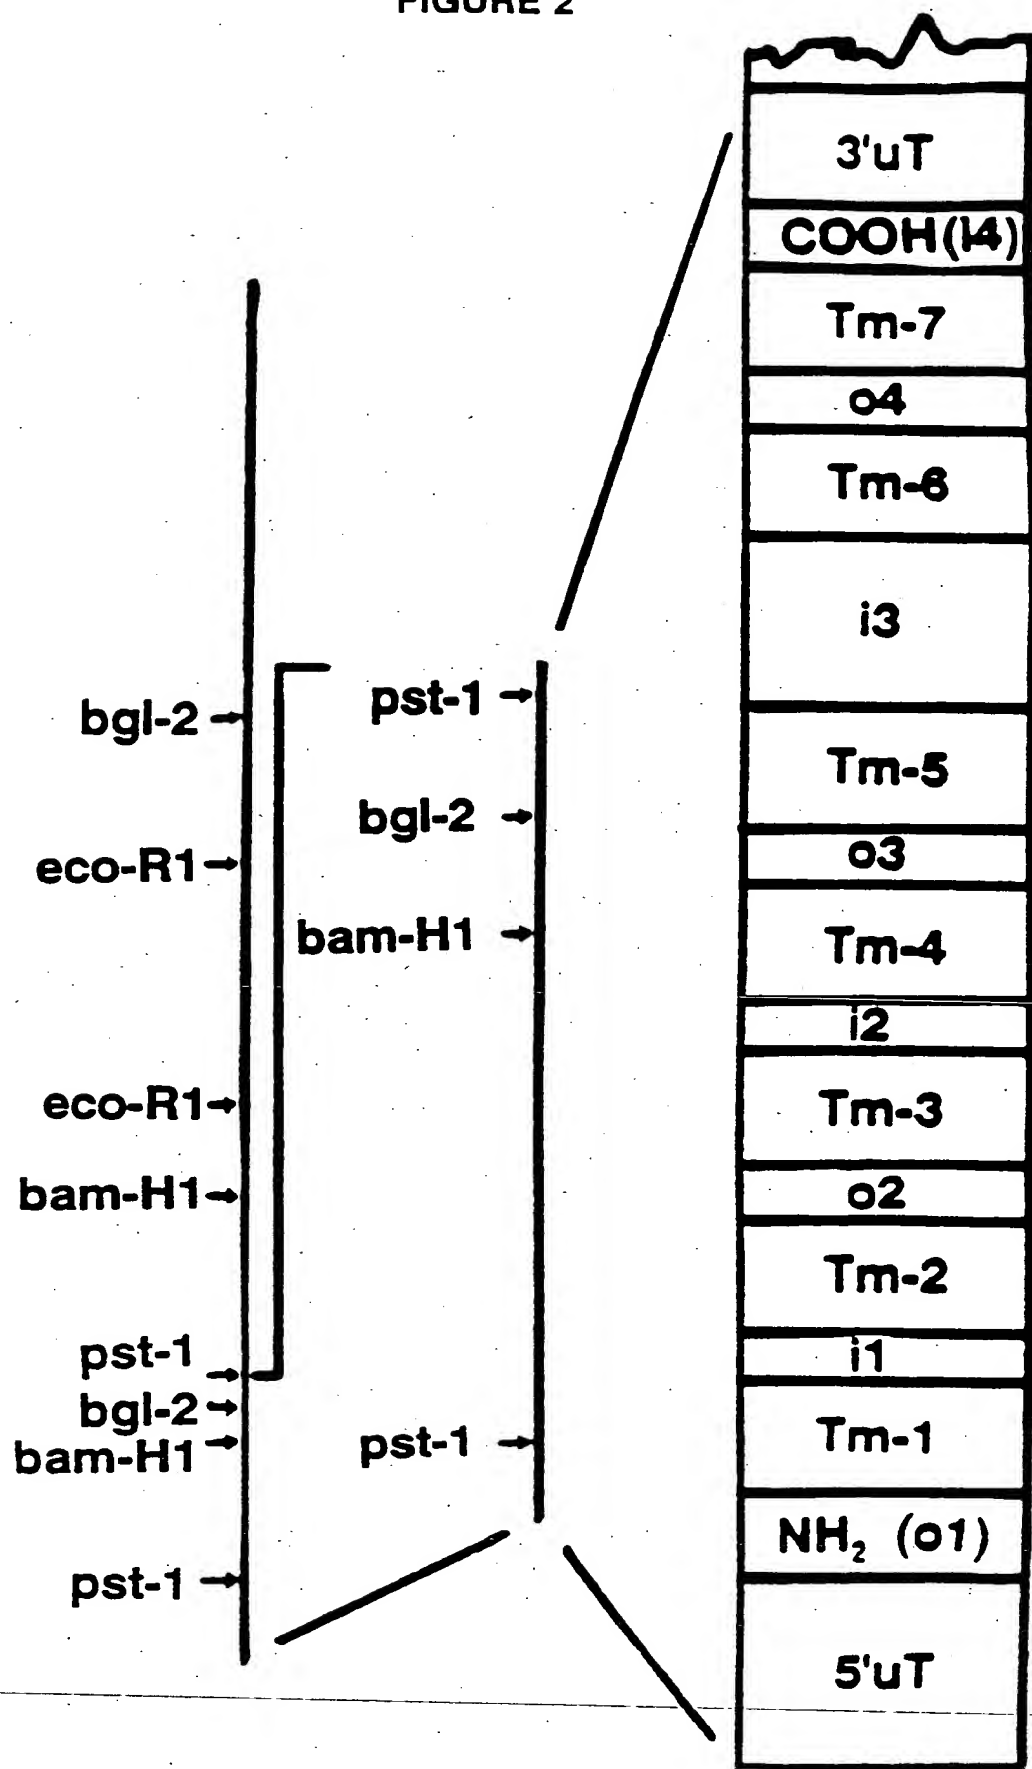 FIGURE 2
bgl-2
eco-R1
eco-R1
bam-H1
pst-1
bgl-2
bam-H1
pst-1
pst-1
bgl-2
bam-H1
pst-1
3'uT
COOH(i4)
Tm-7
o4
Tm-6
i3
Tm-5
o3
Tm-4
i2
Tm-3
o2
Tm-2
i1
Tm-1
NH₂ (o1)
5'uT